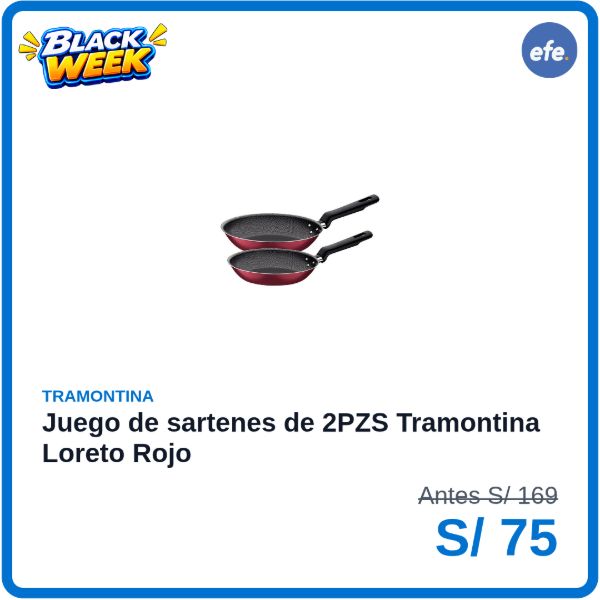 BLACK
WEEK
efe.
TRAMONTINA
Juego de sartenes de 2PZS Tramontina
Loreto Rojo
Antes S/ 169
S/ 75